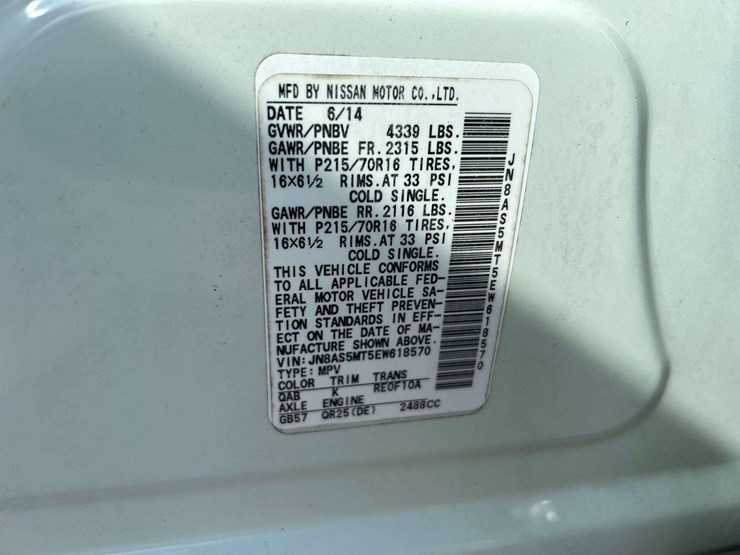 MFD BY NISSAN MOTOR CO.,LTD.
DATE 6/14
GVWR/PNBV 4339 LBS.
GAWR/PNBE FR. 2315 LBS.
WITH P215/70R16 TIRES,
16X6½ RIMS.AT 33 PSI
COLD SINGLE.
GAWR/PNBE RR. 2116 LBS.
WITH P215/70R16 TIRES,
16X6½ RIMS.AT 33 PSI
COLD SINGLE.
THIS VEHICLE CONFORMS
TO ALL APPLICABLE FED-
ERAL MOTOR VEHICLE SA-
FETY AND THEFT PREVEN-
TION STANDARDS IN EFF-
ECT ON THE DATE OF MA-
NUFACTURE SHOWN ABOVE.
VIN: JN8AS5MT5EW618570
TYPE: MPV
COLOR TRIM TRANS
QAB K RE0F10A
AXLE ENGINE
GB57 QR25(DE) 2488CC
JN8AS5MT5EW618570